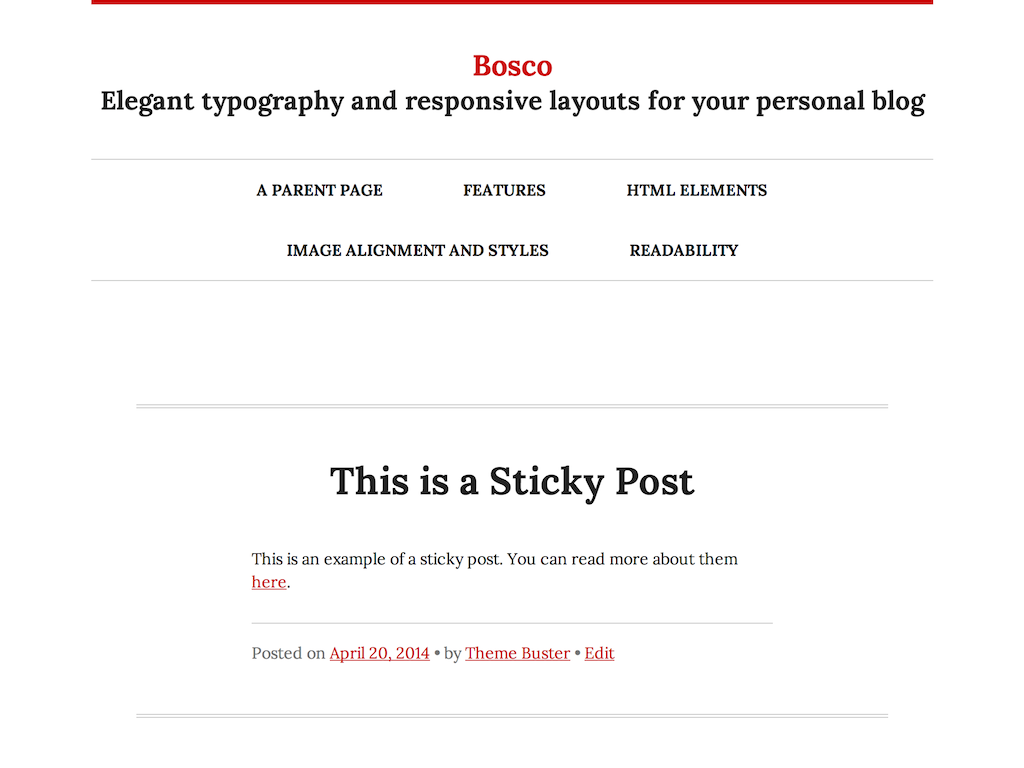 Bosco
Elegant typography and responsive layouts for your personal blog
A PARENT PAGE FEATURES HTML ELEMENTS
IMAGE ALIGNMENT AND STYLES READABILITY
This is a Sticky Post
This is an example of a sticky post. You can read more about them
here.
Posted on April 20, 2014 • by Theme Buster • Edit